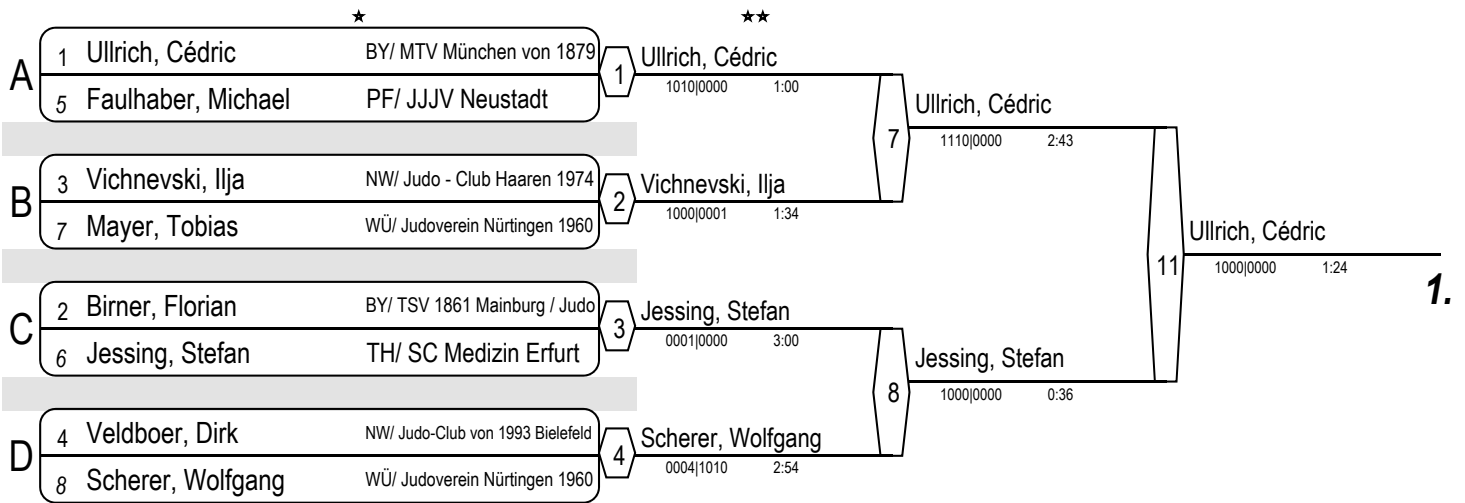 ★ ★★
A
1 Ullrich, Cédric BY/ MTV München von 1879
5 Faulhaber, Michael PF/ JJJV Neustadt
1
Ullrich, Cédric
1010|0000 1:00
B
3 Vichnevski, Ilja NW/ Judo - Club Haaren 1974
7 Mayer, Tobias WÜ/ Judoverein Nürtingen 1960
2
Vichnevski, Ilja
1000|0001 1:34
7
Ullrich, Cédric
1110|0000 2:43
C
2 Birner, Florian BY/ TSV 1861 Mainburg / Judo
6 Jessing, Stefan TH/ SC Medizin Erfurt
3
Jessing, Stefan
0001|0000 3:00
D
4 Veldboer, Dirk NW/ Judo-Club von 1993 Bielefeld
8 Scherer, Wolfgang WÜ/ Judoverein Nürtingen 1960
4
Scherer, Wolfgang
0004|1010 2:54
8
Jessing, Stefan
1000|0000 0:36
11
Ullrich, Cédric
1000|0000 1:24
1.